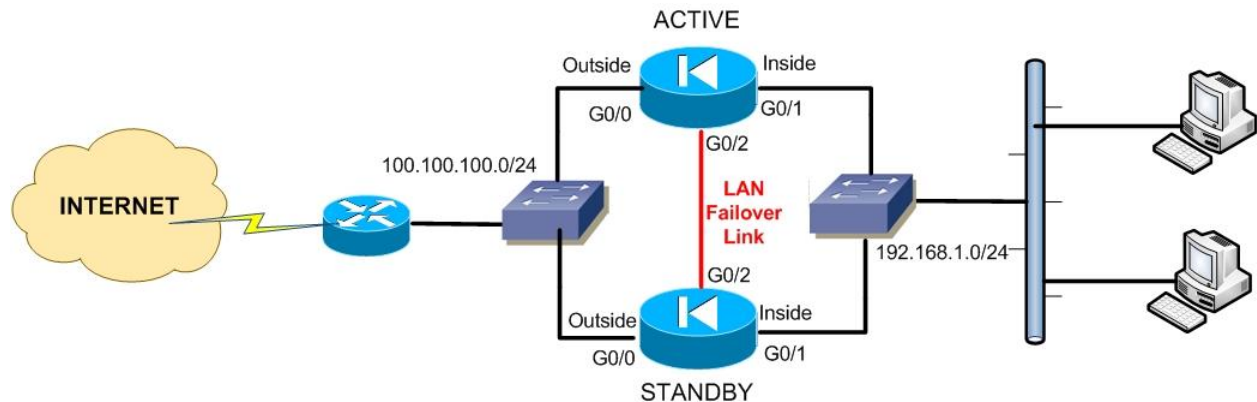 ACTIVE
Outside
Inside
G0/0
G0/1
G0/2
100.100.100.0/24
INTERNET
LAN
Failover
Link
192.168.1.0/24
G0/2
Outside
Inside
G0/0
G0/1
STANDBY